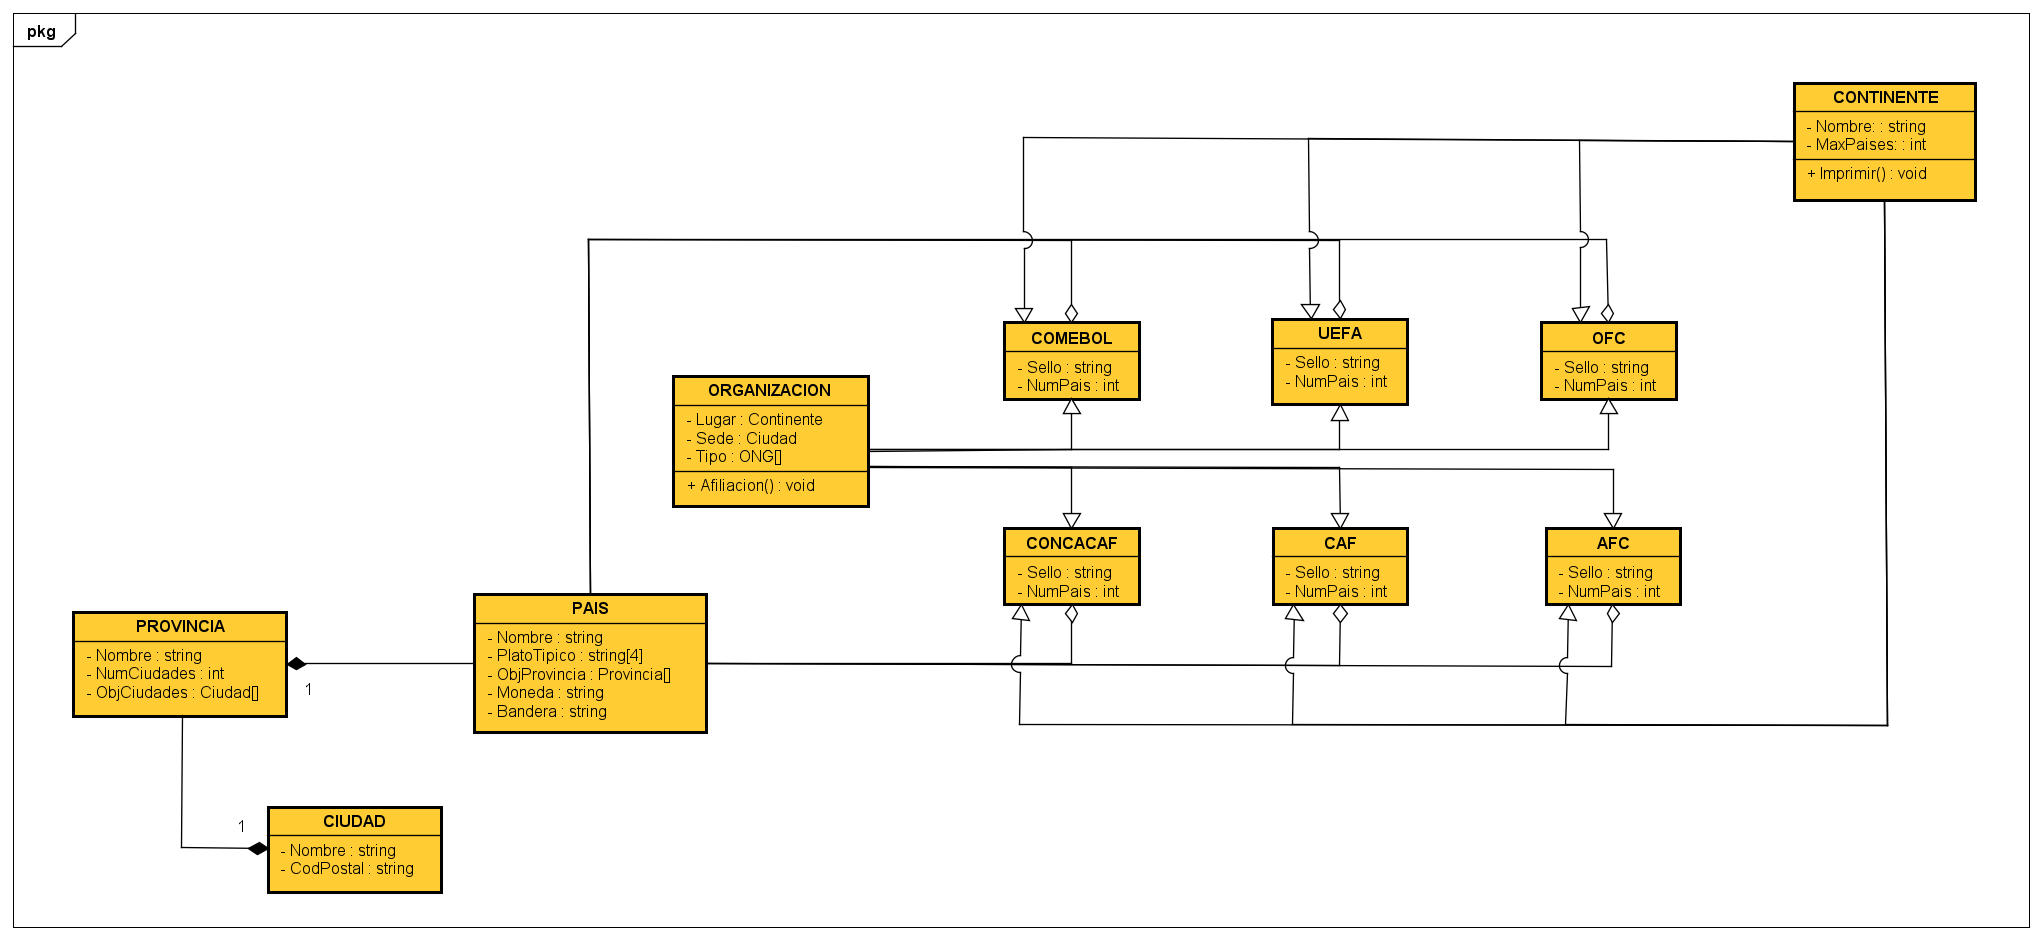 pkg
CONTINENTE
- Nombre: : string
- MaxPaises: : int
+ Imprimir() : void
COMEBOL
- Sello : string
- NumPais : int
UEFA
- Sello : string
- NumPais : int
OFC
- Sello : string
- NumPais : int
ORGANIZACION
- Lugar : Continente
- Sede : Ciudad
- Tipo : ONG[]
+ Afiliacion() : void
CONCACAF
- Sello : string
- NumPais : int
CAF
- Sello : string
- NumPais : int
AFC
- Sello : string
- NumPais : int
PAIS
- Nombre : string
- PlatoTipico : string[4]
- ObjProvincia : Provincia[]
- Moneda : string
- Bandera : string
PROVINCIA
- Nombre : string
- NumCiudades : int
- ObjCiudades : Ciudad[]
1
1
CIUDAD
- Nombre : string
- CodPostal : string